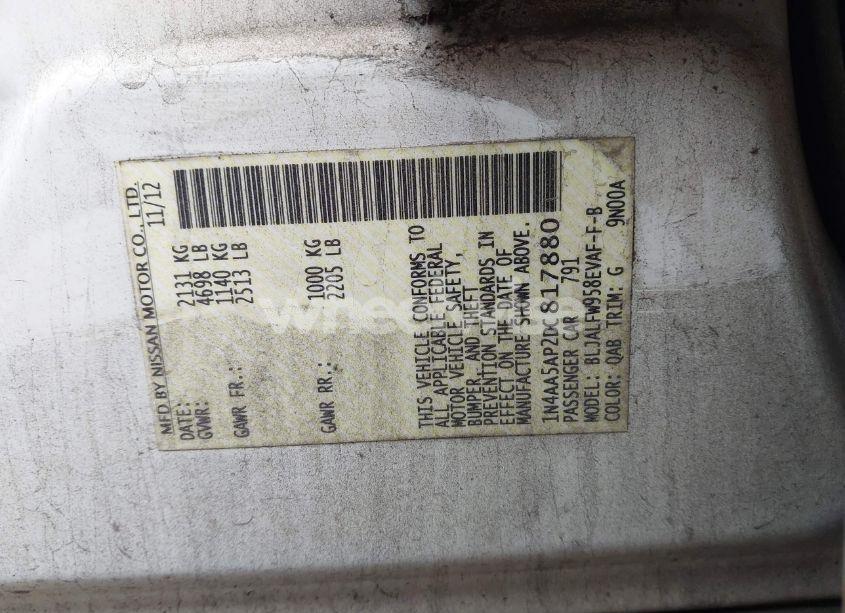 MFD BY NISSAN MOTOR CO., LTD.
DATE: 11/12
GVWR: 2131 KG
4698 LB
GAWR FR.: 1140 KG
2513 LB
GAWR RR.: 1000 KG
2205 LB
THIS VEHICLE CONFORMS TO
ALL APPLICABLE FEDERAL
MOTOR VEHICLE SAFETY,
BUMPER, AND THEFT
PREVENTION STANDARDS IN
EFFECT ON THE DATE OF
MANUFACTURE SHOWN ABOVE.
1N4AA5AP2DC817880
PASSENGER CAR 791
MODEL: BLJALFW958EVAF-F-B
COLOR: QAB TRIM: G 9N00A